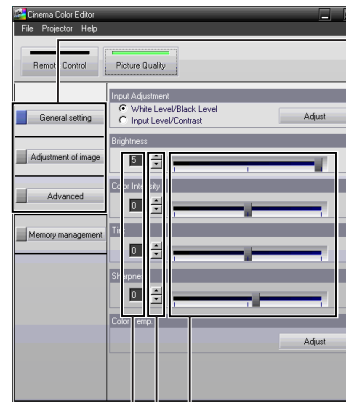 Cinema Color Editor
File Projector Help
Remote Control Picture Quality
Input Adjustment
White Level/Black Level
Input Level/Contrast
Adjust
General setting
Brightness
5
Adjustment of image
Color Intensity
0
Advanced
Memory management
0
Sharpness
0
Color Temp.
Adjust